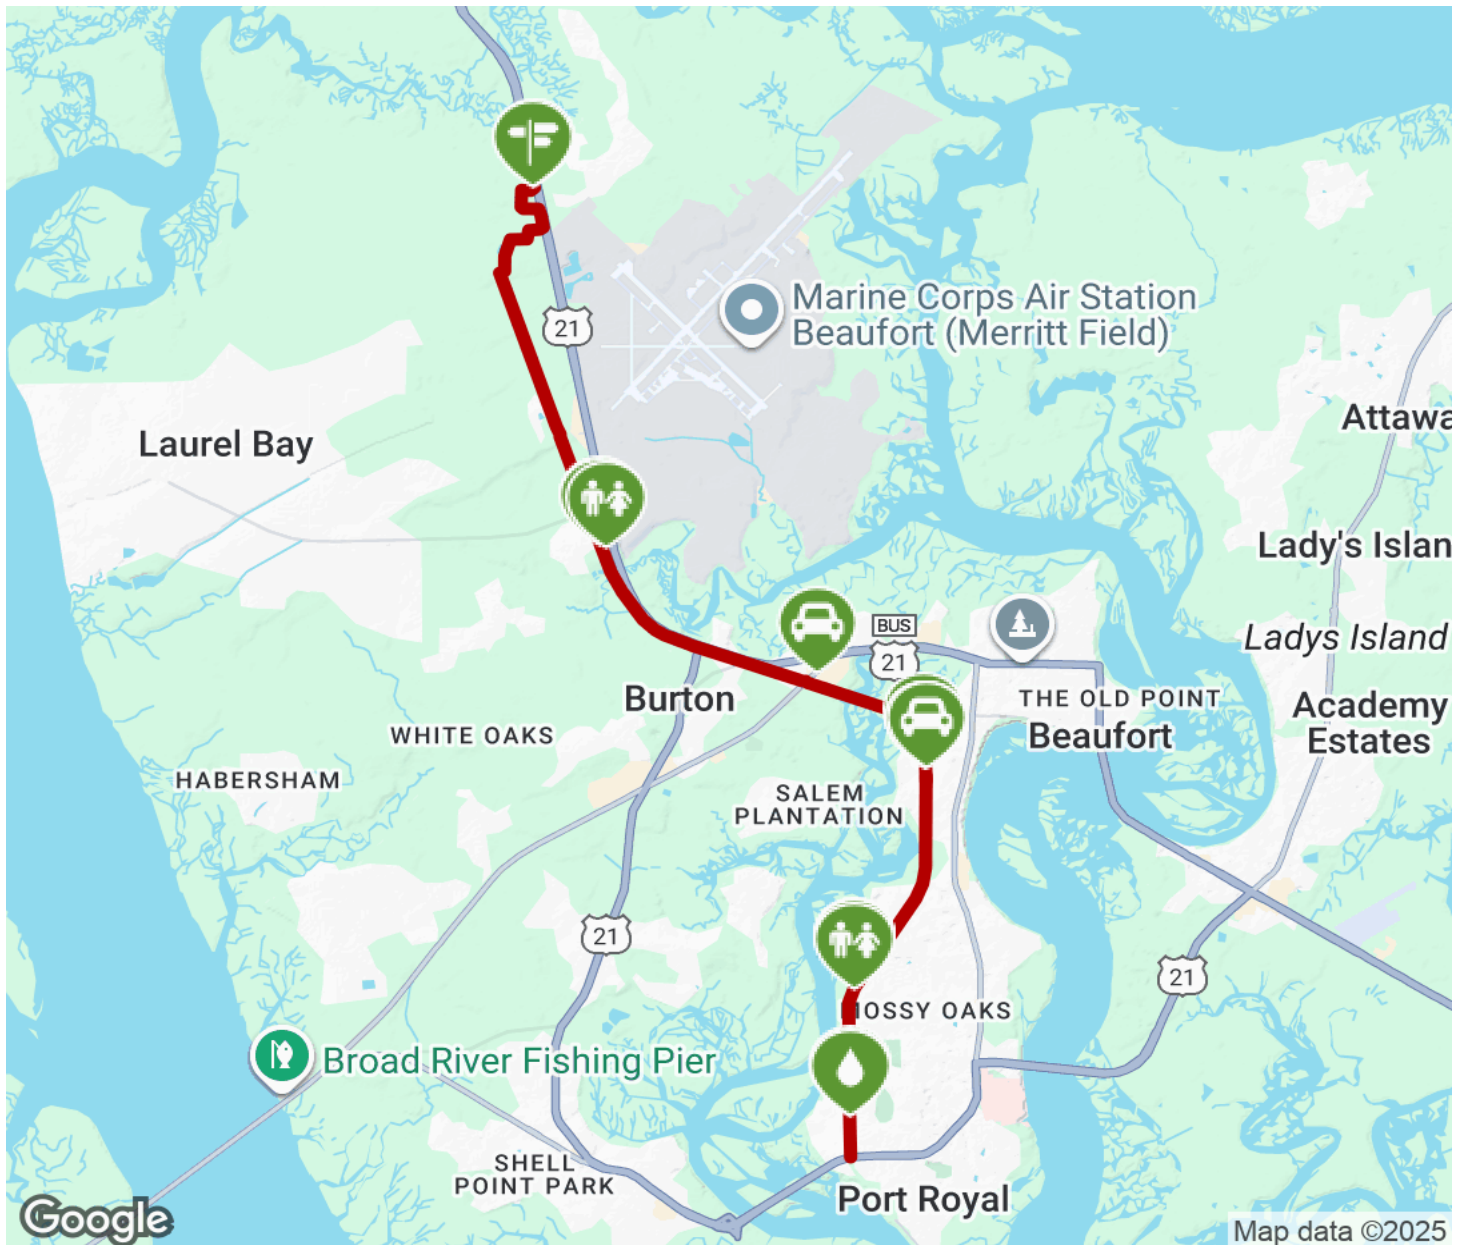 21
Marine Corps Air Station
Beaufort (Merritt Field)
Attawa
Laurel Bay
Lady's Islan
BUS
21
Ladys Island
Burton
THE OLD POINT
Beaufort
Academy
Estates
WHITE OAKS
HABERSHAM
SALEM
PLANTATION
21
21
MOSSY OAKS
Broad River Fishing Pier
SHELL
POINT PARK
Port Royal
Google
Map data ©2025